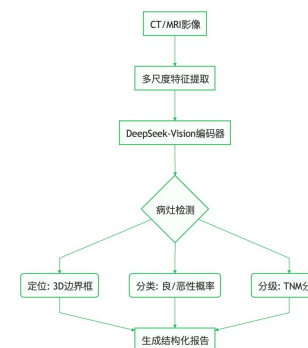 CT/MRI影像
多尺度特征提取
DeepSeek-Vision编码器
病灶检测
定位: 3D边界框
分类: 良/恶性概率
分级: TNM分
生成结构化报告